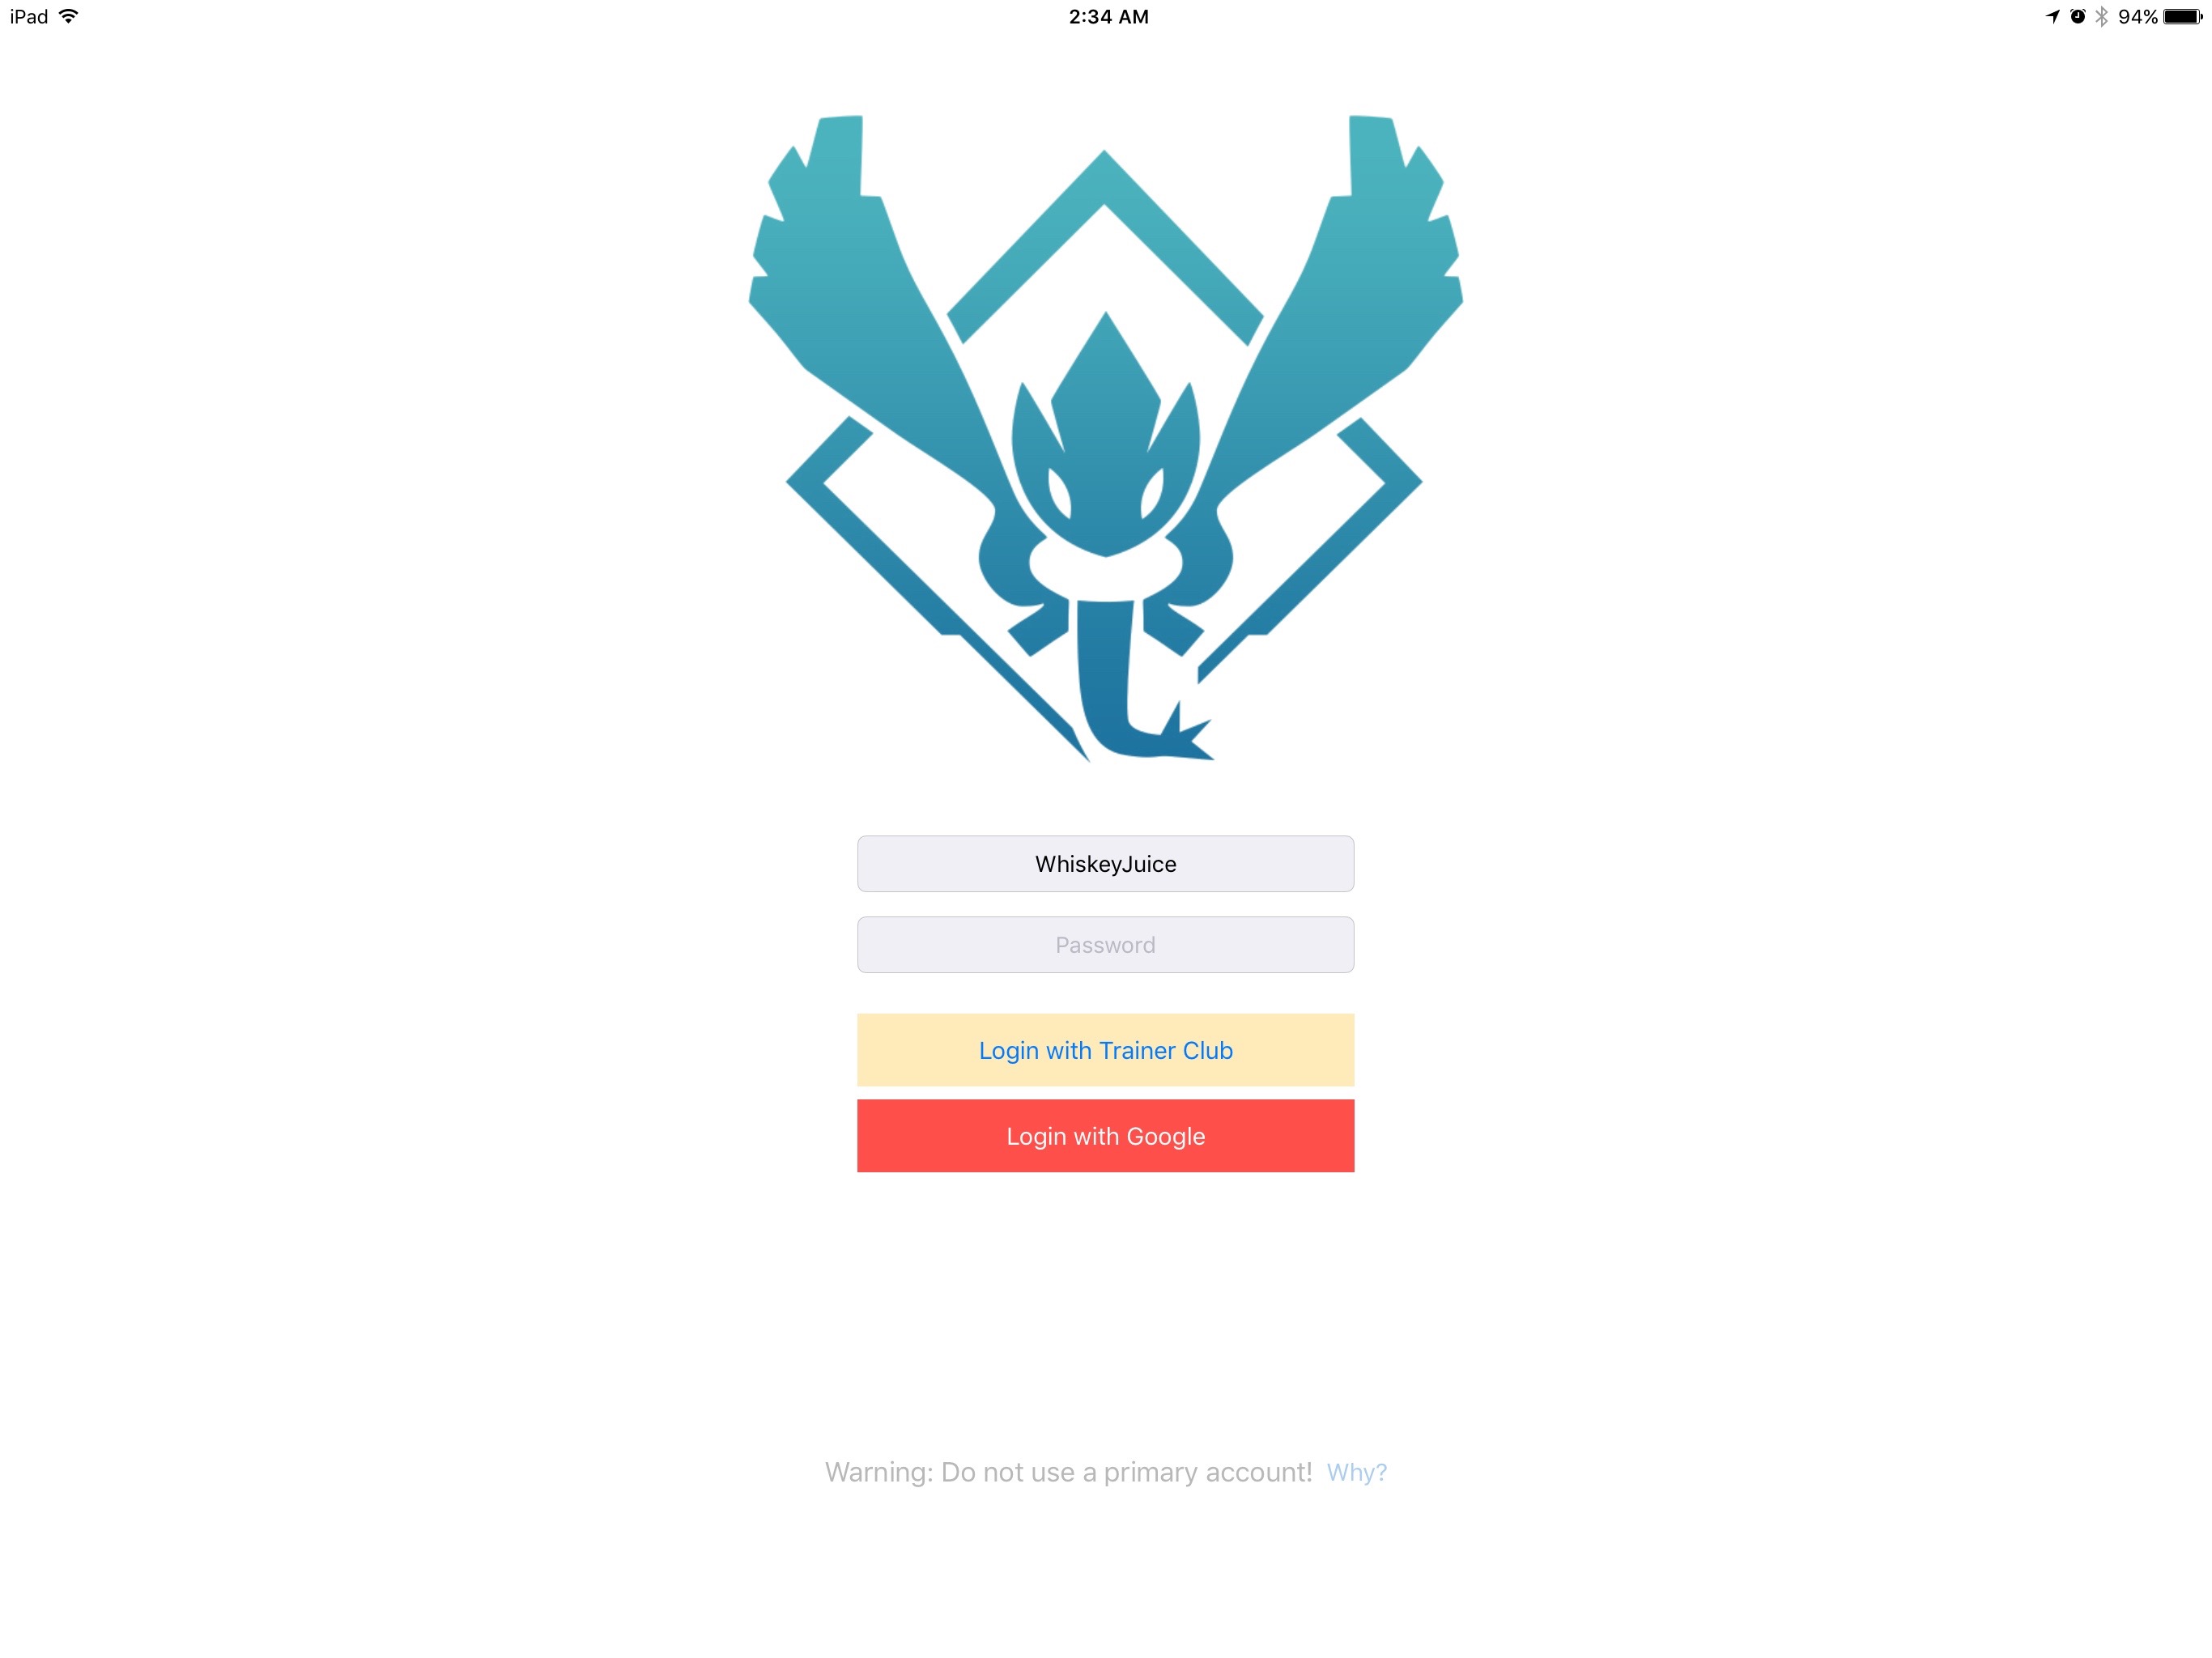 iPad 2:34 AM 94%
WhiskeyJuice
Password
Login with Trainer Club
Login with Google
Warning: Do not use a primary account! Why?